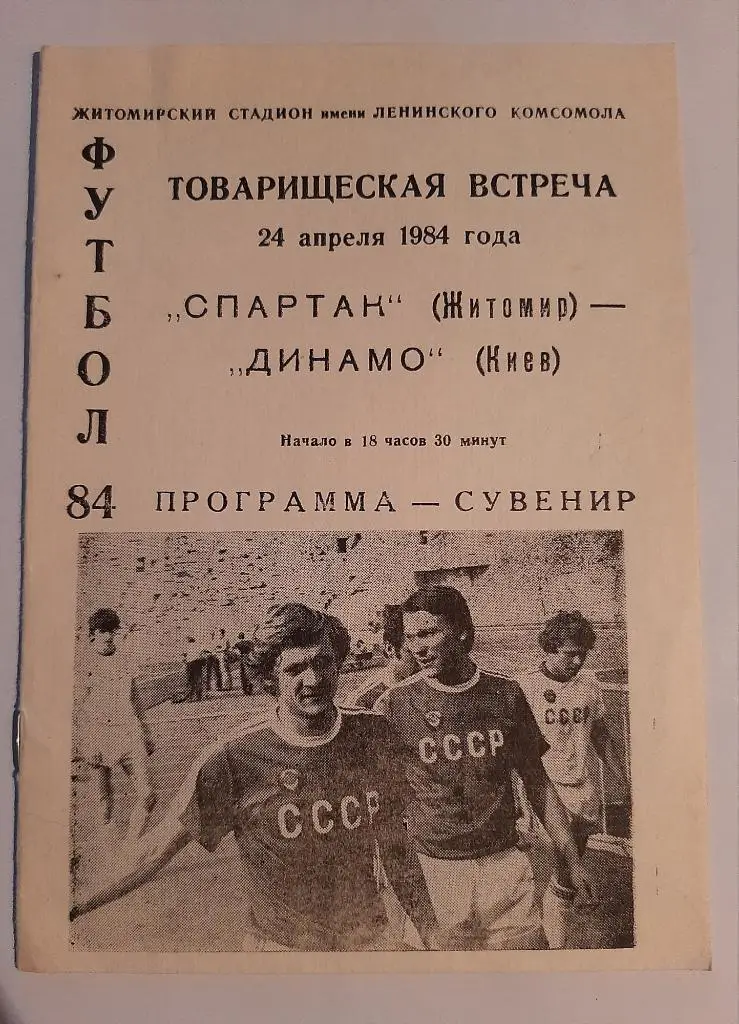 ЖИТОМИРСКИЙ СТАДИОН имени ЛЕНИНСКОГО КОМСОМОЛА
ФУТБОЛ
84
ТОВАРИЩЕСКАЯ ВСТРЕЧА
24 апреля 1984 года
„СПАРТАК“ (Житомир) —
„ДИНАМО“ (Киев)
Начало в 18 часов 30 минут
ПРОГРАММА — СУВЕНИР
СССР
СССР
СССР